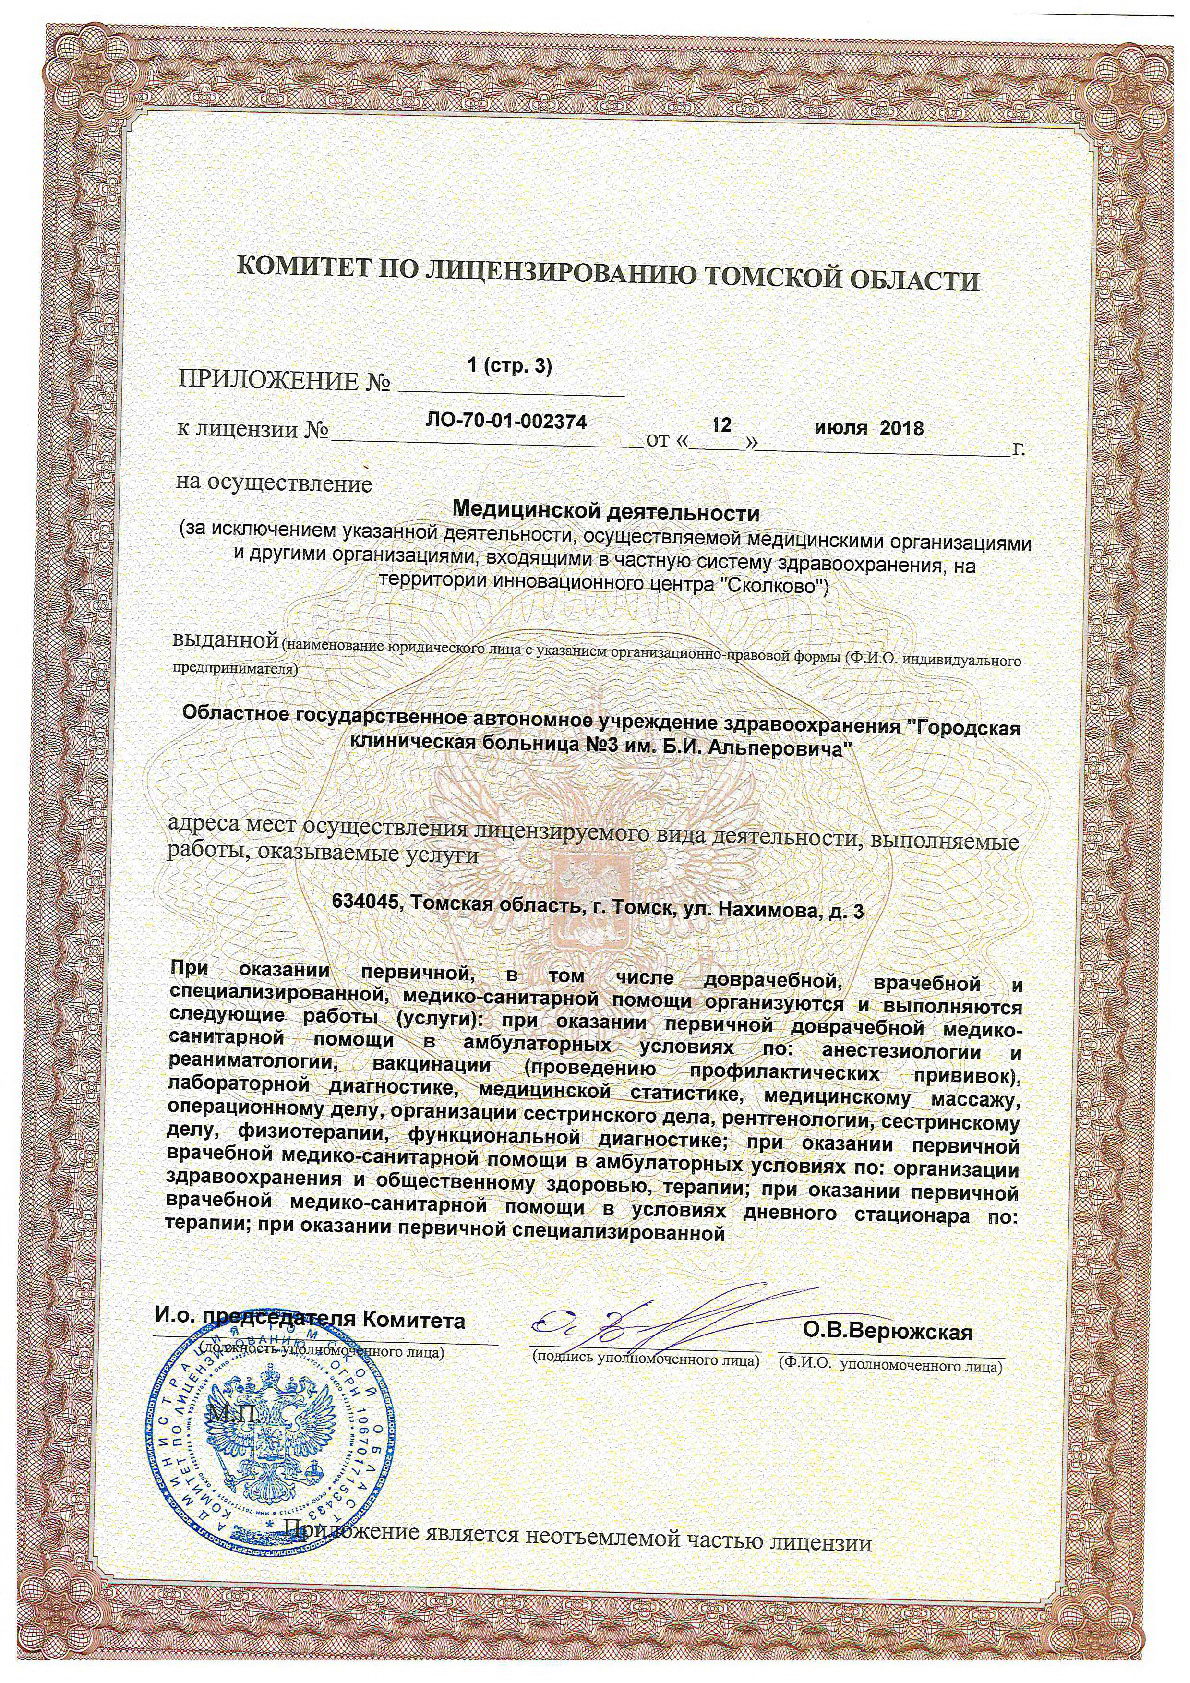 КОМИТЕТ ПО ЛИЦЕНЗИРОВАНИЮ ТОМСКОЙ ОБЛАСТИ
ПРИЛОЖЕНИЕ № 1 (стр. 3)
к лицензии № ЛО-70-01-002374 от « 12 » июля 2018 г.
на осуществление
Медицинской деятельности
(за исключением указанной деятельности, осуществляемой медицинскими организациями
и другими организациями, входящими в частную систему здравоохранения, на
территории инновационного центра "Сколково")
выданной (наименование юридического лица с указанием организационно-правовой формы (Ф.И.О. индивидуального
предпринимателя)
Областное государственное автономное учреждение здравоохранения "Городская
клиническая больница №3 им. Б.И. Альперовича"
адреса мест осуществления лицензируемого вида деятельности, выполняемые
работы, оказываемые услуги
634045, Томская область, г. Томск, ул. Нахимова, д. 3
При оказании первичной, в том числе доврачебной, врачебной и
специализированной, медико-санитарной помощи организуются и выполняются
следующие работы (услуги): при оказании первичной доврачебной медико-
санитарной помощи в амбулаторных условиях по: анестезиологии и
реаниматологии, вакцинации (проведению профилактических прививок),
лабораторной диагностике, медицинской статистике, медицинскому массажу,
операционному делу, организации сестринского дела, рентгенологии, сестринскому
делу, физиотерапии, функциональной диагностике; при оказании первичной
врачебной медико-санитарной помощи в амбулаторных условиях по: организации
здравоохранения и общественному здоровью, терапии; при оказании первичной
врачебной медико-санитарной помощи в условиях дневного стационара по:
терапии; при оказании первичной специализированной
И.о. председателя Комитета
О.В.Верюжская
(должность уполномоченного лица)
(подпись уполномоченного лица)
(Ф.И.О. уполномоченного лица)
М.П.
АДМИНИСТРАЦИЯ ТОМСКОЙ ОБЛАСТИ
КОМИТЕТ ПО ЛИЦЕНЗИРОВАНИЮ
ОГРН 1067017153433
Приложение является неотъемлемой частью лицензии